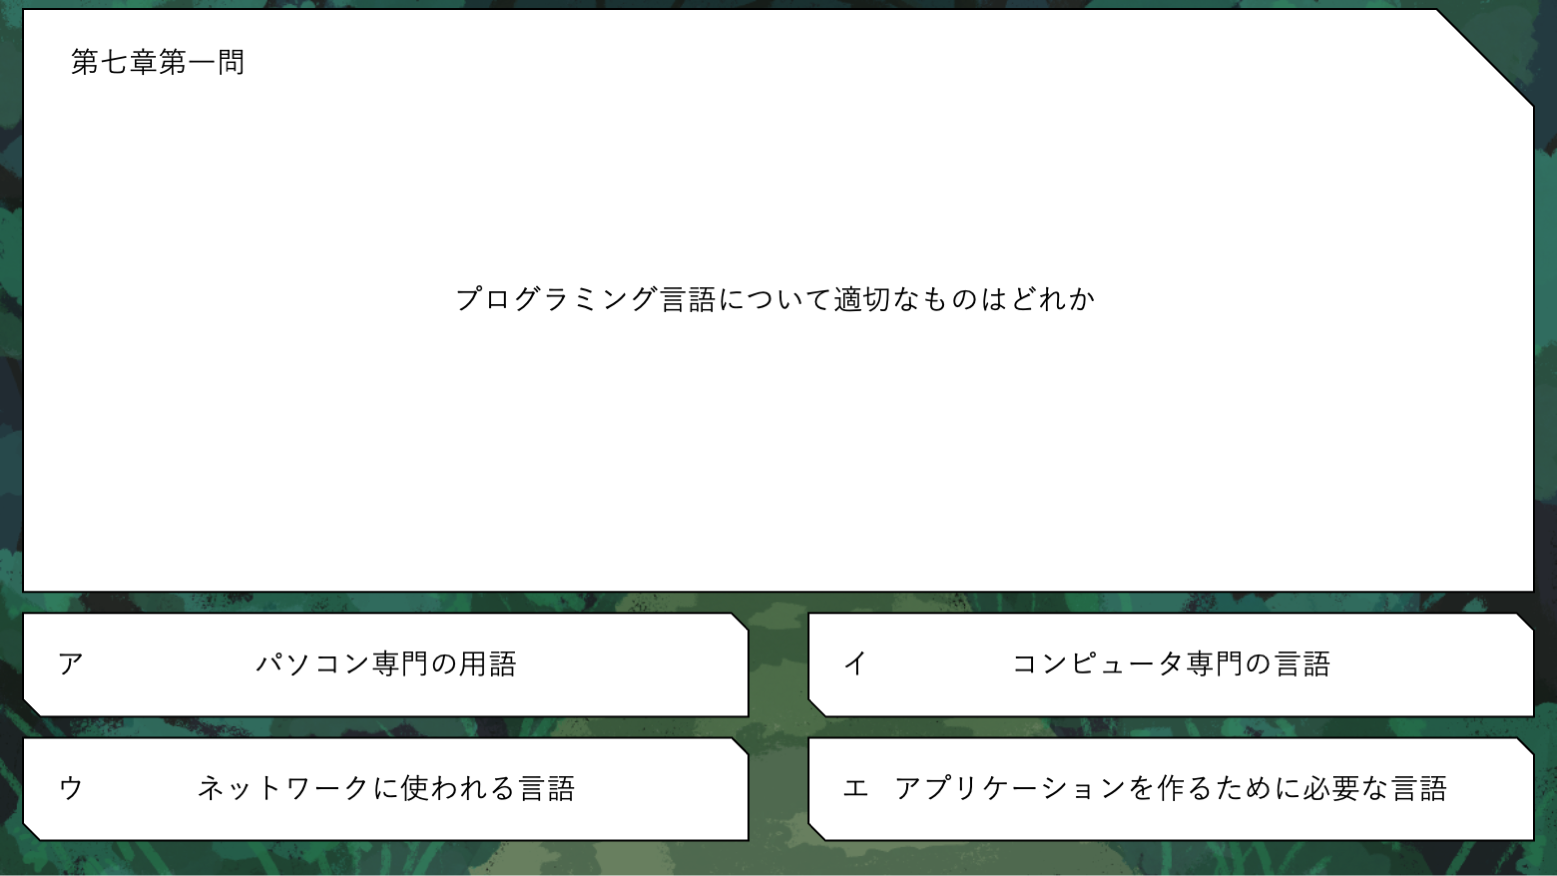 第七章第一問
プログラミング言語について適切なものはどれか
ア パソコン専門の用語
イ コンピュータ専門の言語
ウ ネットワークに使われる言語
エ アプリケーションを作るために必要な言語